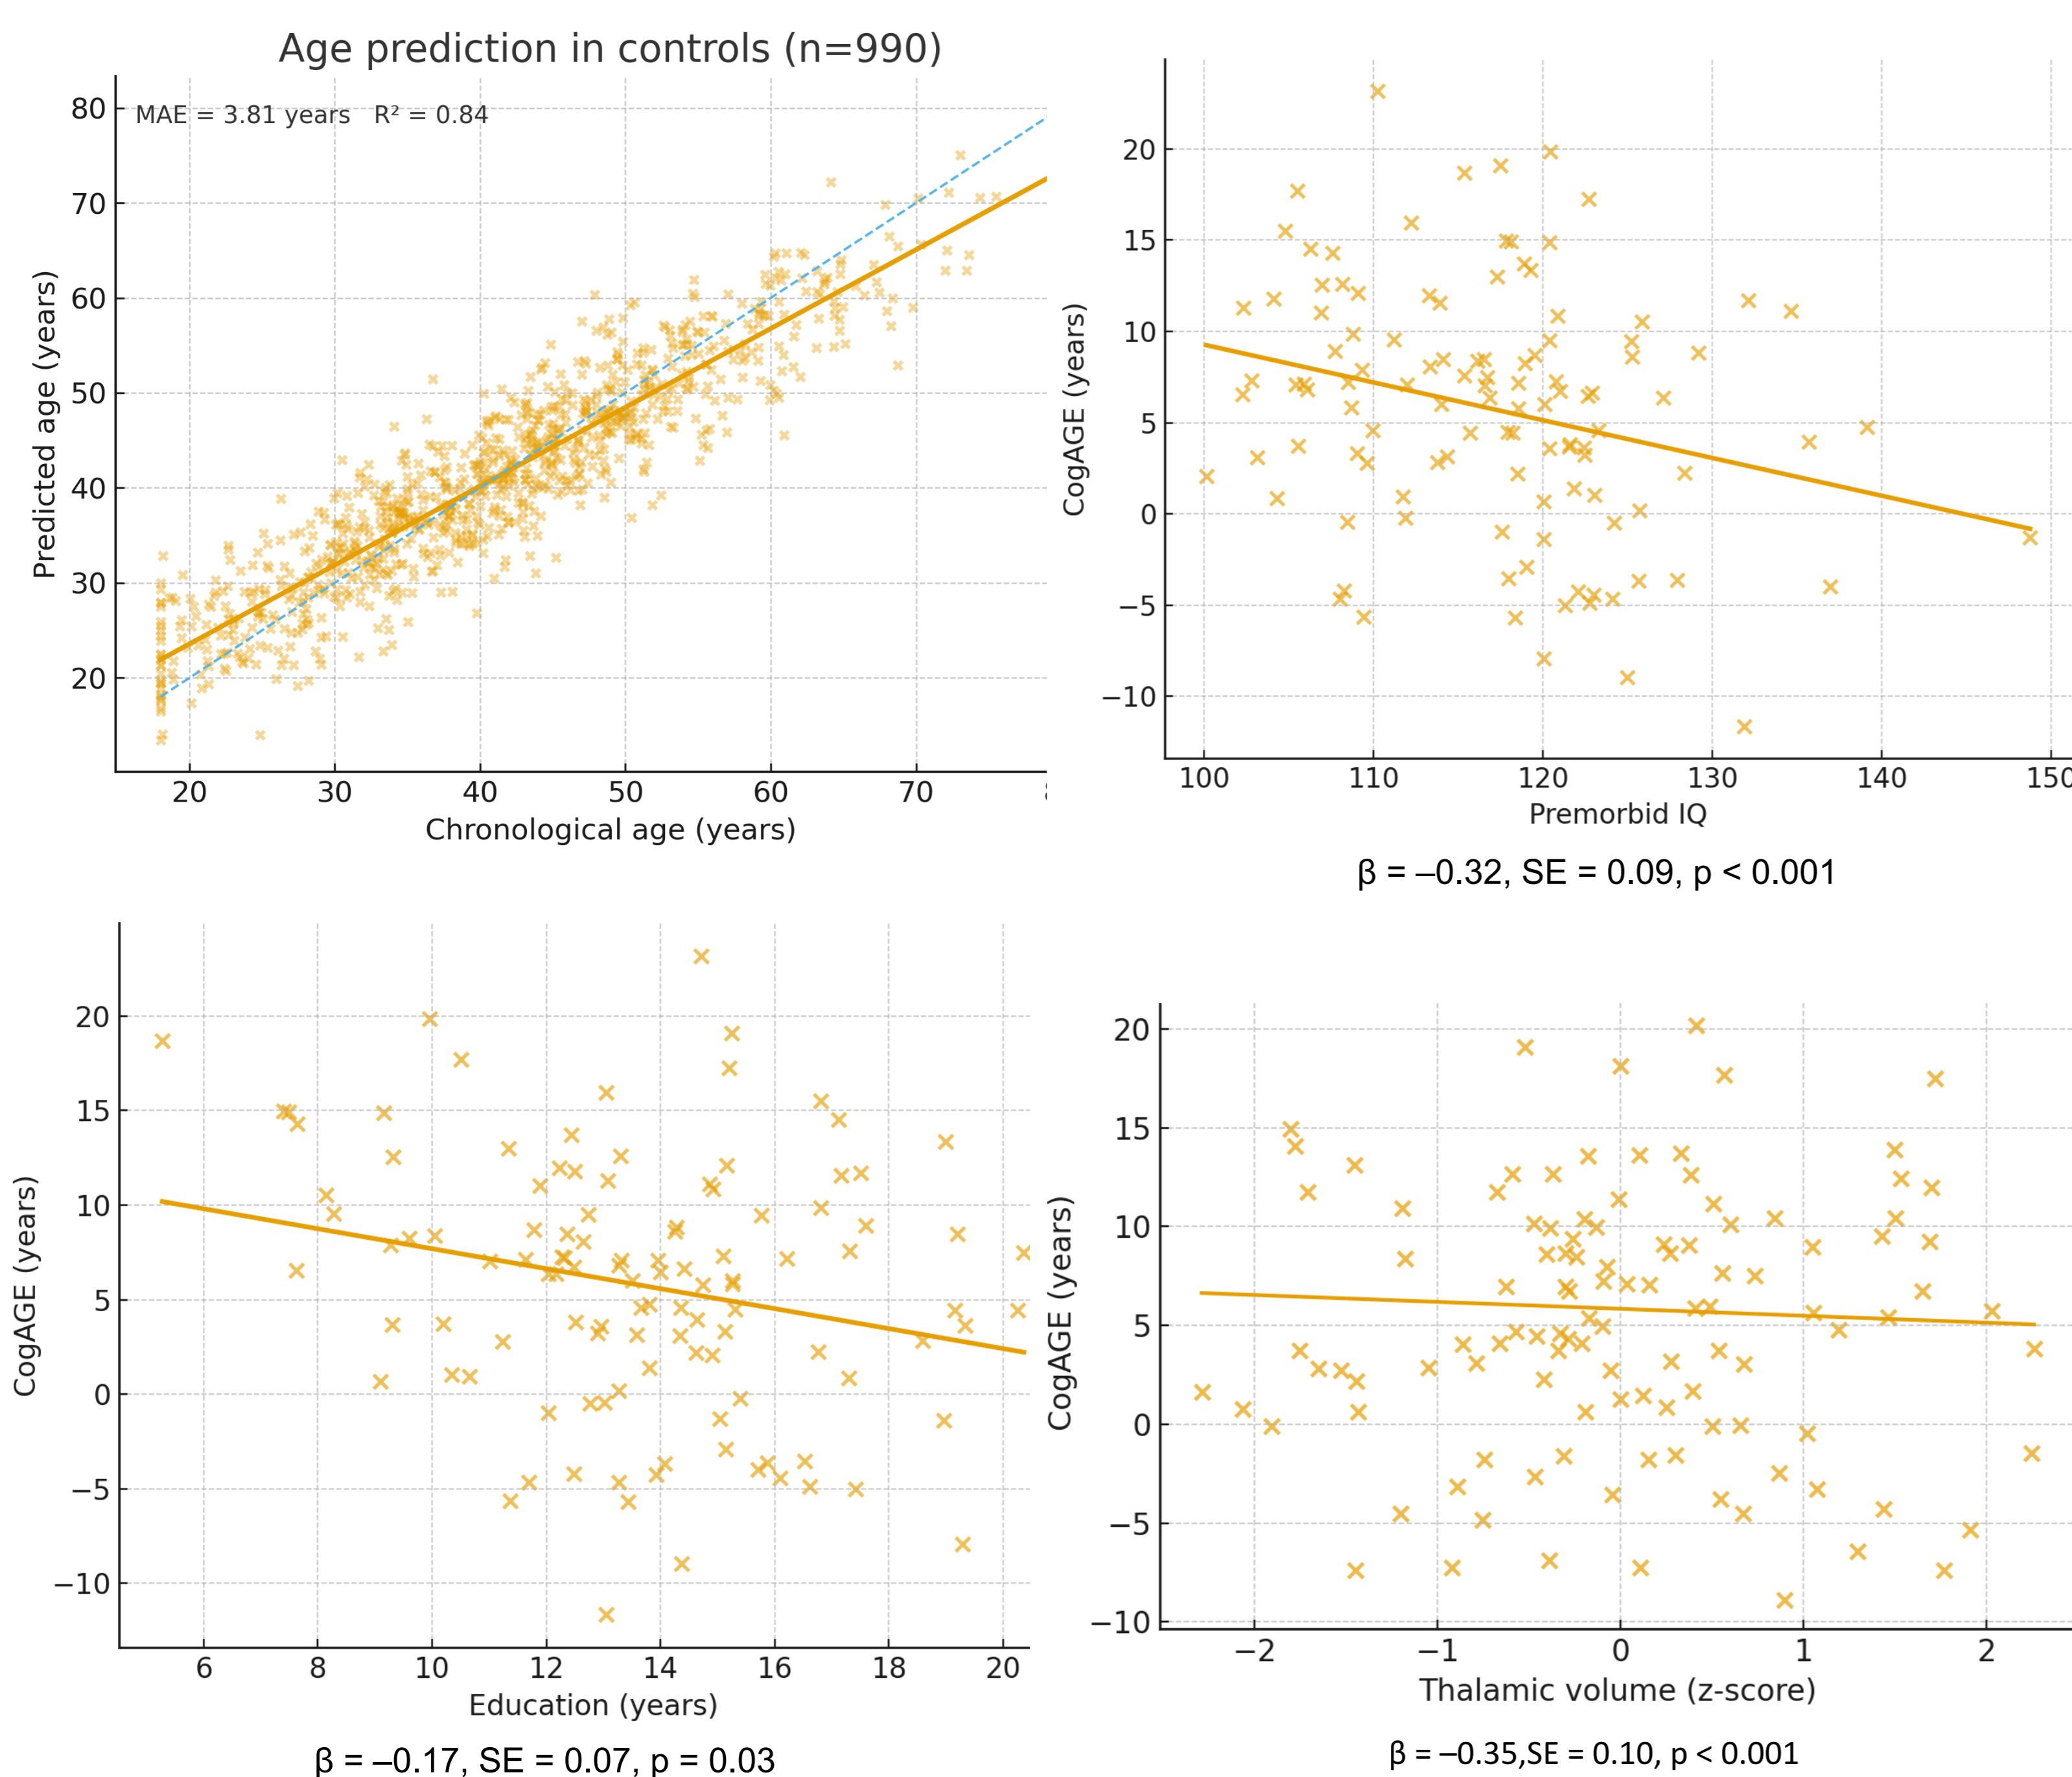 Age prediction in controls (n=990)
MAE = 3.81 years R² = 0.84
80
70
60
50
40
30
20
Predicted age (years)
20 30 40 50 60 70
Chronological age (years)
20
15
10
5
0
−5
−10
CogAGE (years)
100 110 120 130 140 150
Premorbid IQ
β = –0.32, SE = 0.09, p < 0.001
20
15
10
5
0
−5
−10
CogAGE (years)
6 8 10 12 14 16 18 20
Education (years)
β = –0.17, SE = 0.07, p = 0.03
20
15
10
5
0
−5
−10
CogAGE (years)
−2 −1 0 1 2
Thalamic volume (z-score)
β = –0.35,SE = 0.10, p < 0.001